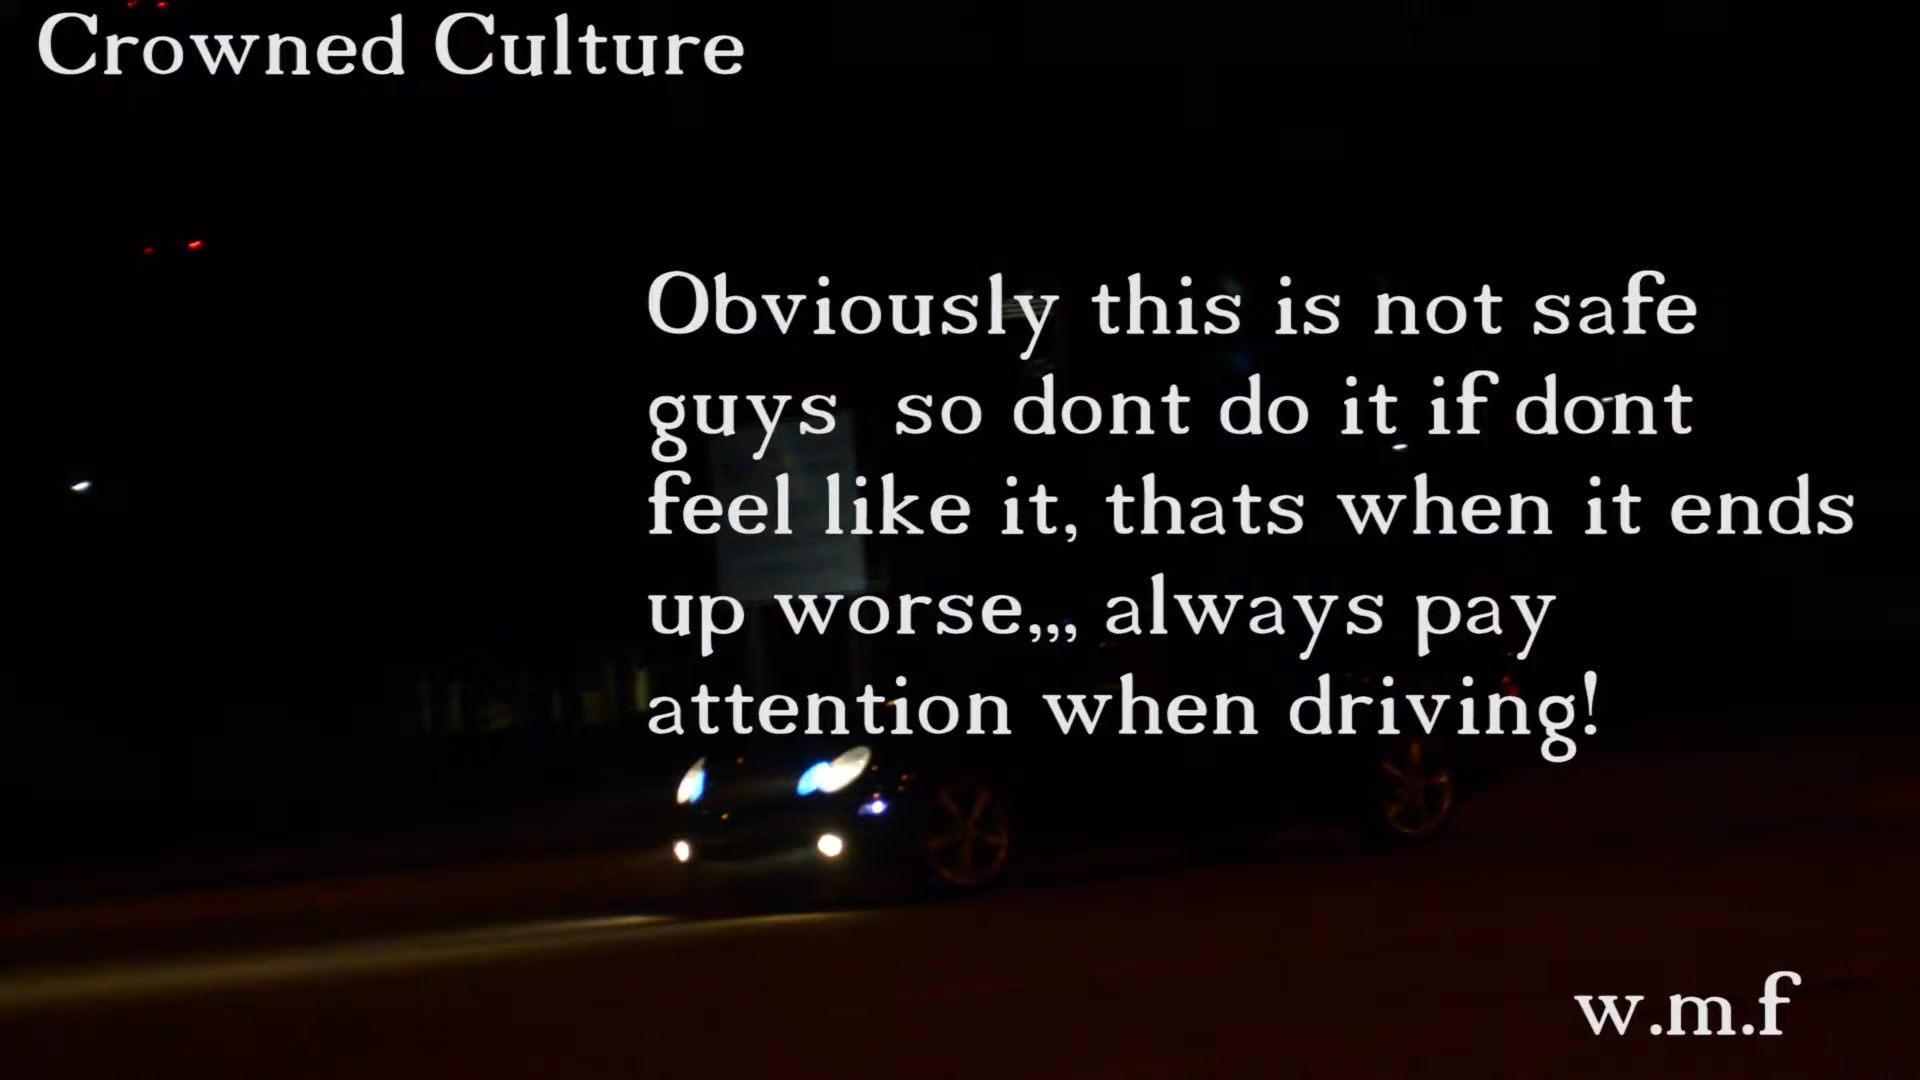 Crowned Culture
Obviously this is not safe
guys  so dont do it if dont
feel like it, thats when it ends
up worse,,, always pay
attention when driving!
w.m.f